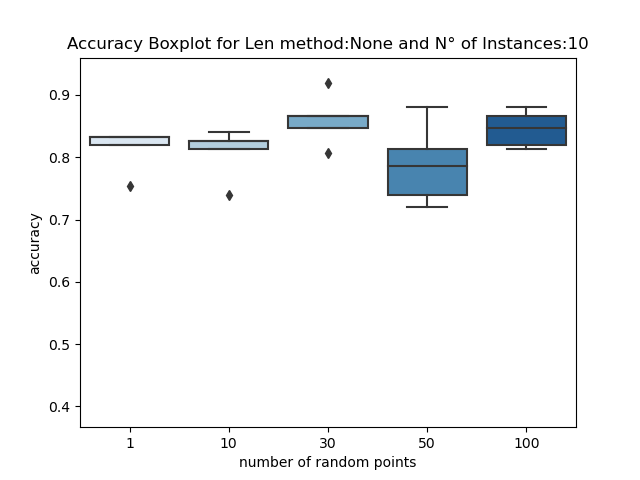 Accuracy Boxplot for Len method:None and N° of Instances:10
0.9
0.8
0.7
0.6
0.5
0.4
accuracy
1 10 30 50 100
number of random points